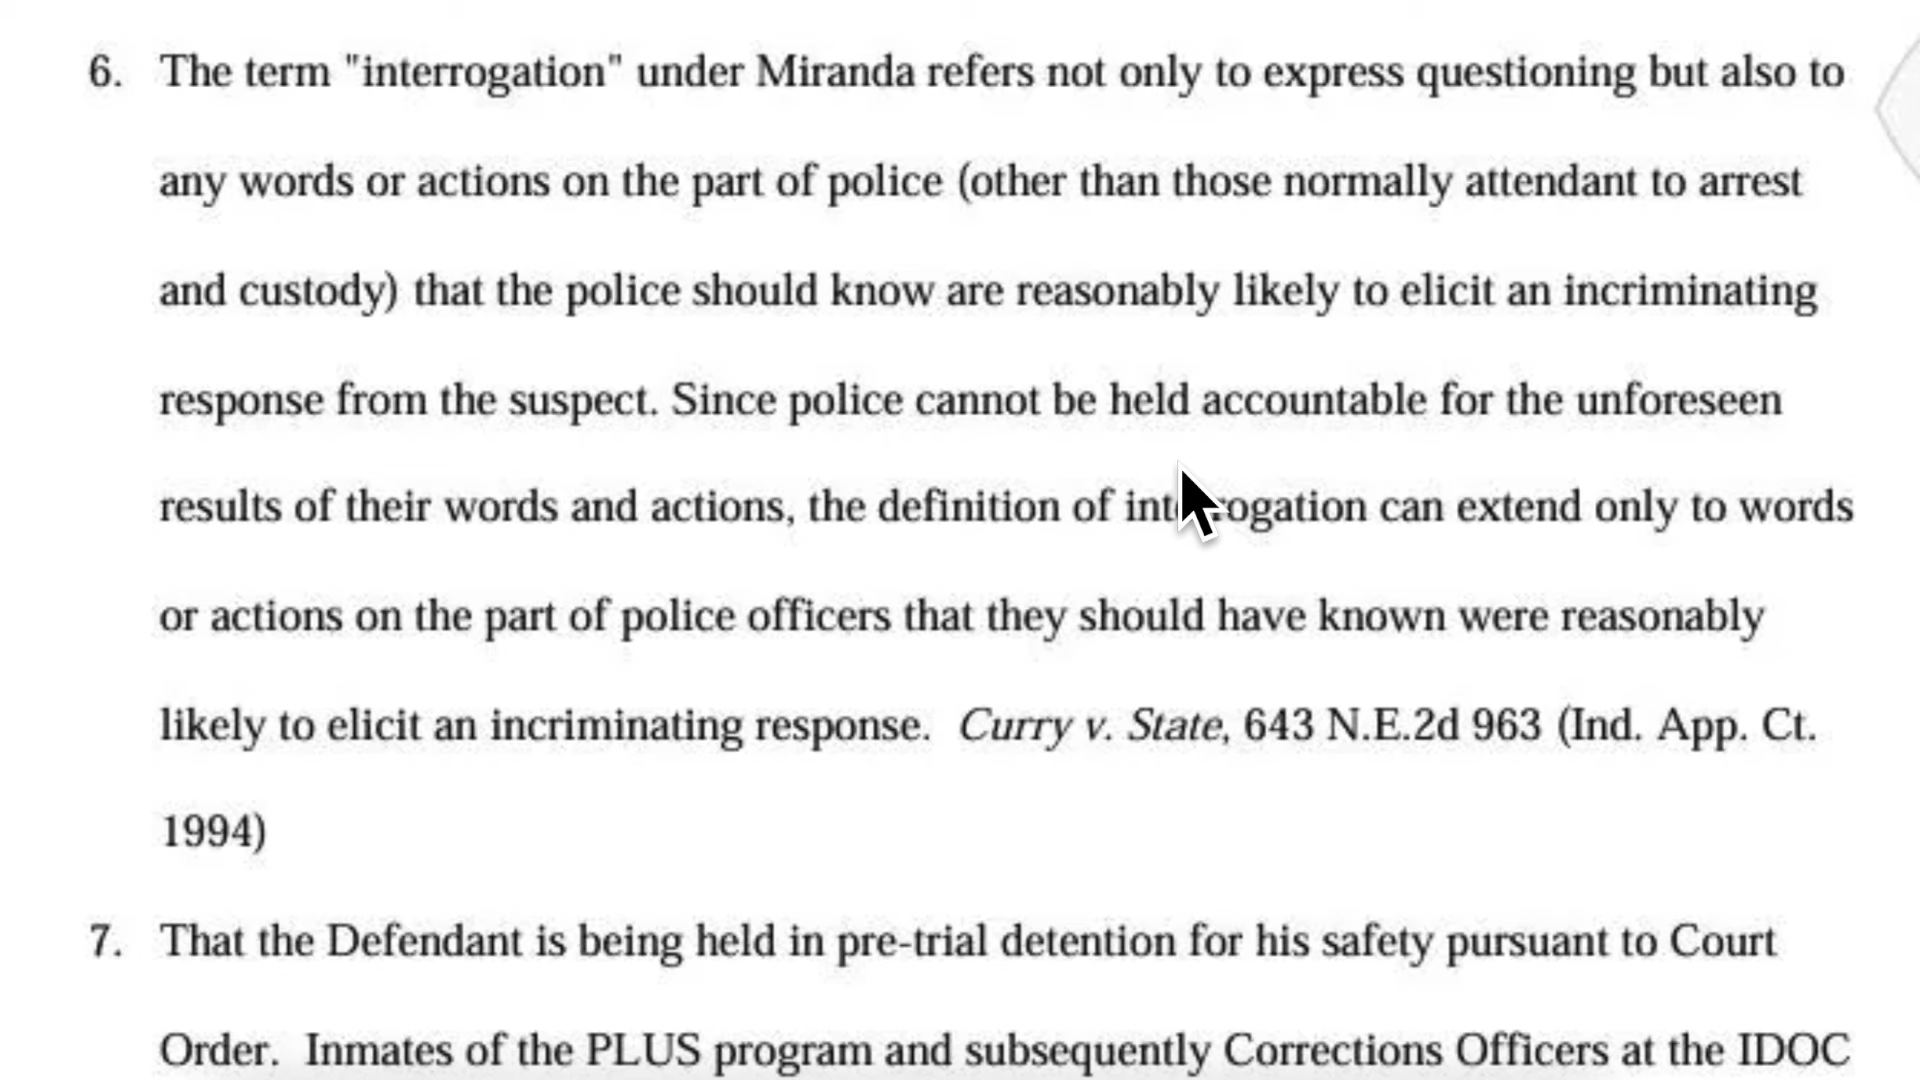 6. The term "interrogation" under Miranda refers not only to express questioning but also to
any words or actions on the part of police (other than those normally attendant to arrest
and custody) that the police should know are reasonably likely to elicit an incriminating
response from the suspect. Since police cannot be held accountable for the unforeseen
results of their words and actions, the definition of interrogation can extend only to words
or actions on the part of police officers that they should have known were reasonably
likely to elicit an incriminating response. Curry v. State, 643 N.E.2d 963 (Ind. App. Ct.
1994)
7. That the Defendant is being held in pre-trial detention for his safety pursuant to Court
Order. Inmates of the PLUS program and subsequently Corrections Officers at the IDOC